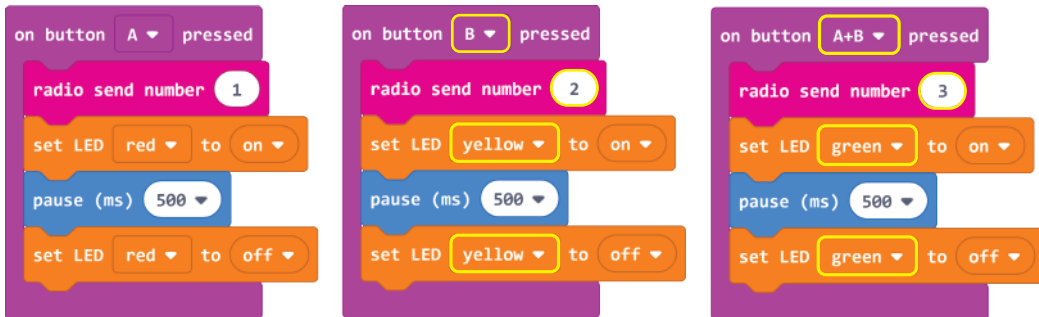 on button A pressed
radio send number 1
set LED red to on
pause (ms) 500
set LED red to off
on button B pressed
radio send number 2
set LED yellow to on
pause (ms) 500
set LED yellow to off
on button A+B pressed
radio send number 3
set LED green to on
pause (ms) 500
set LED green to off